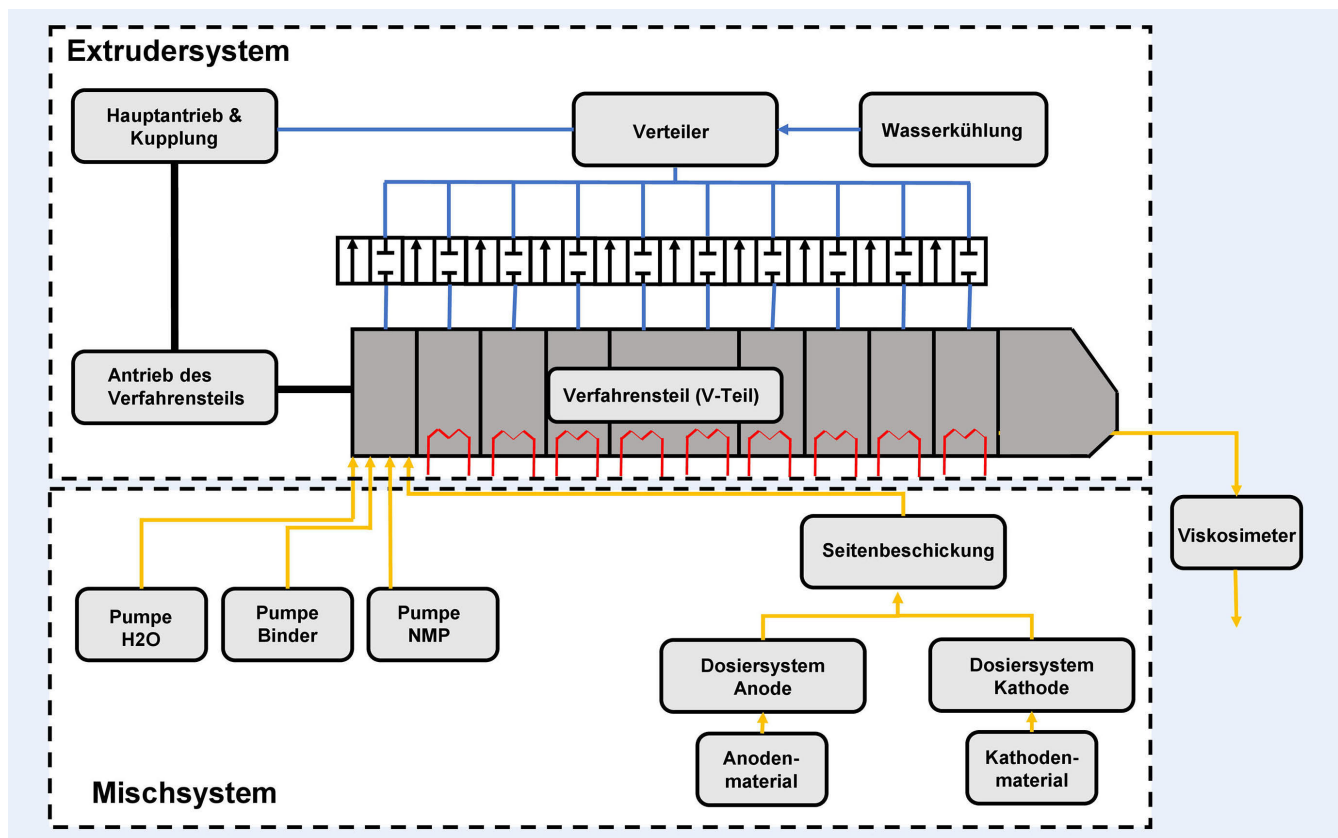 Extrudersystem
Hauptantrieb &
Kupplung
Verteiler
Wasserkühlung
Antrieb des
Verfahrensteils
Verfahrensteil (V-Teil)
Seitenbeschickung
Viskosimeter
Pumpe
H2O
Pumpe
Binder
Pumpe
NMP
Dosiersystem
Anode
Dosiersystem
Kathode
Anoden-
material
Kathoden-
material
Mischsystem